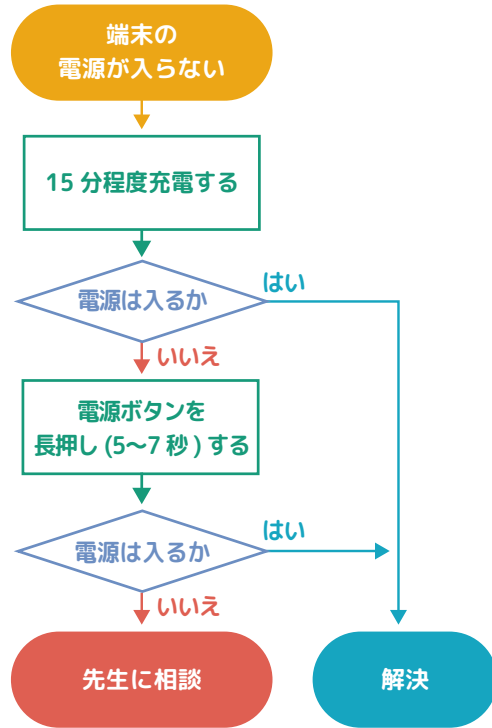 端末の
電源が入らない
15分程度充電する
電源は入るか
はい
いいえ
電源ボタンを
長押し(5〜7秒)する
電源は入るか
はい
いいえ
先生に相談
解決